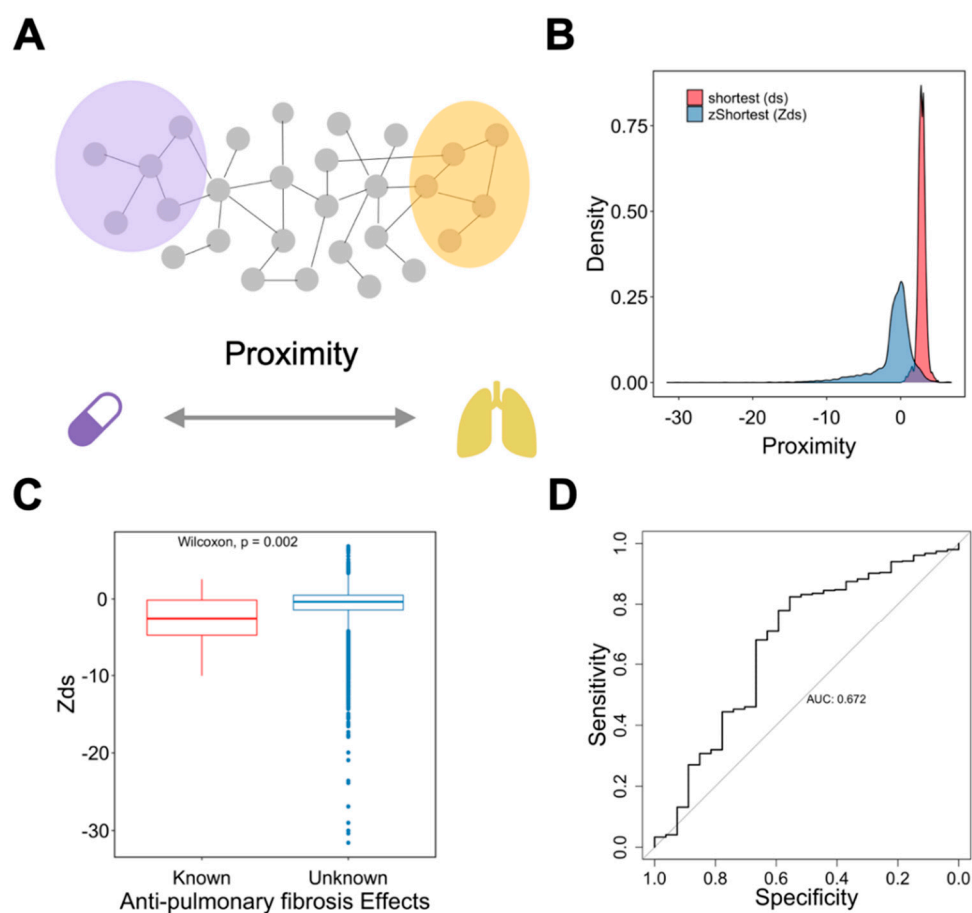 A
Proximity
B
shortest (ds)
zShortest (Zds)
Density
0.75
0.50
0.25
0.00
-30
-20
-10
0
Proximity
C
Wilcoxon, p = 0.002
Zds
0
-10
-20
-30
Known
Unknown
Anti-pulmonary fibrosis Effects
D
Sensitivity
1.0
0.8
0.6
0.4
0.2
0.0
AUC: 0.672
1.0
0.8
0.6
0.4
0.2
0.0
Specificity